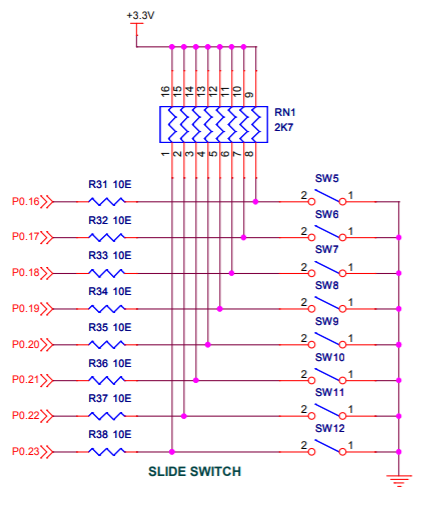 +3.3V
16 15 14 13 12 11 10 9
RN1
2K7
1 2 3 4 5 6 7 8
SW5
R31 10E
P0.16 2 1
SW6
R32 10E
P0.17 2 1
SW7
R33 10E
P0.18 2 1
SW8
R34 10E
P0.19 2 1
SW9
R35 10E
P0.20 2 1
SW10
R36 10E
P0.21 2 1
SW11
R37 10E
P0.22 2 1
SW12
R38 10E
P0.23 2 1
SLIDE SWITCH